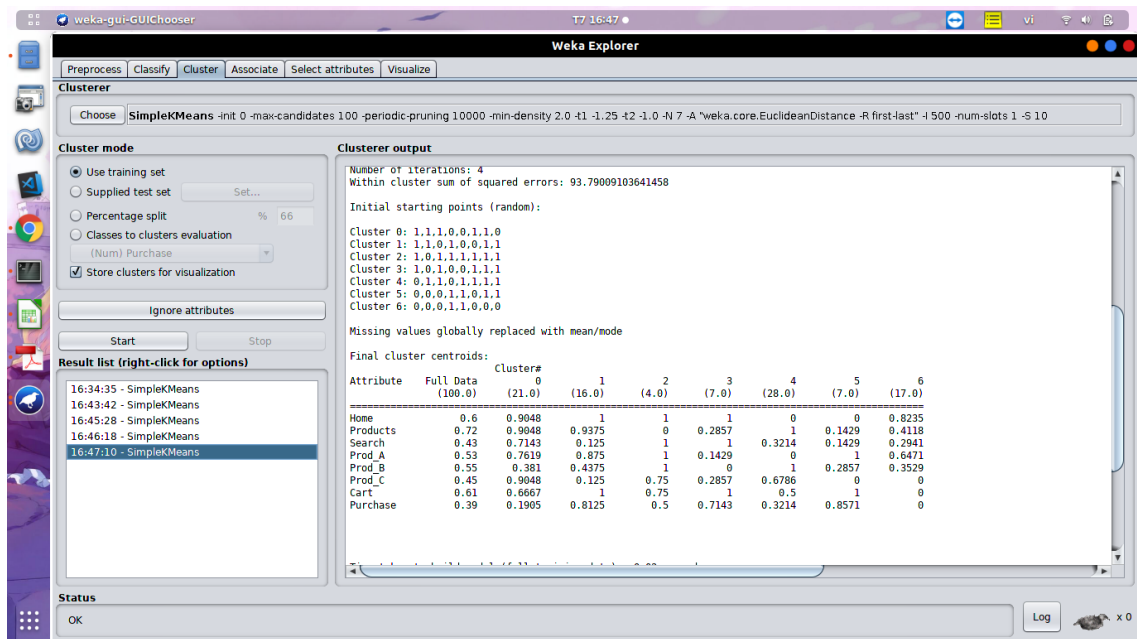 weka-gui-GUIChooser T7 16:47 vi
Weka Explorer
Preprocess Classify Cluster Associate Select attributes Visualize
Clusterer
Choose SimpleKMeans -init 0 -max-candidates 100 -periodic-pruning 10000 -min-density 2.0 -t1 -1.25 -t2 -1.0 -N 7 -A "weka.core.EuclideanDistance -R first-last" -I 500 -num-slots 1 -S 10
Cluster mode
Use training set
Supplied test set Set...
Percentage split % 66
Classes to clusters evaluation
(Num) Purchase
Store clusters for visualization
Ignore attributes
Start Stop
Result list (right-click for options)
16:34:35 - SimpleKMeans
16:43:42 - SimpleKMeans
16:45:28 - SimpleKMeans
16:46:18 - SimpleKMeans
16:47:10 - SimpleKMeans
Clusterer output
Number of iterations: 4
Within cluster sum of squared errors: 93.79009103641458
Initial starting points (random):
Cluster 0: 1,1,1,0,0,1,1,0
Cluster 1: 1,1,0,1,0,0,1,1
Cluster 2: 1,0,1,1,1,1,1,1
Cluster 3: 1,0,1,0,0,1,1,1
Cluster 4: 0,1,1,0,1,1,1,1
Cluster 5: 0,0,0,1,1,0,1,1
Cluster 6: 0,0,0,1,1,0,0,0
Missing values globally replaced with mean/mode
Final cluster centroids:
Cluster#
Attribute Full Data 0 1 2 3 4 5 6
(100.0) (21.0) (16.0) (4.0) (7.0) (28.0) (7.0) (17.0)
Home 0.6 0.9048 1 1 1 0 0 0.8235
Products 0.72 0.9048 0.9375 0 0.2857 1 0.1429 0.4118
Search 0.43 0.7143 0.125 1 1 0.3214 0.1429 0.2941
Prod_A 0.53 0.7619 0.875 1 0.1429 0 1 0.6471
Prod_B 0.55 0.381 0.4375 1 0 1 0.2857 0.3529
Prod_C 0.45 0.9048 0.125 0.75 0.2857 0.6786 0 0
Cart 0.61 0.6667 1 0.75 1 0.5 1 0
Purchase 0.39 0.1905 0.8125 0.5 0.7143 0.3214 0.8571 0
Status
OK
Log x 0